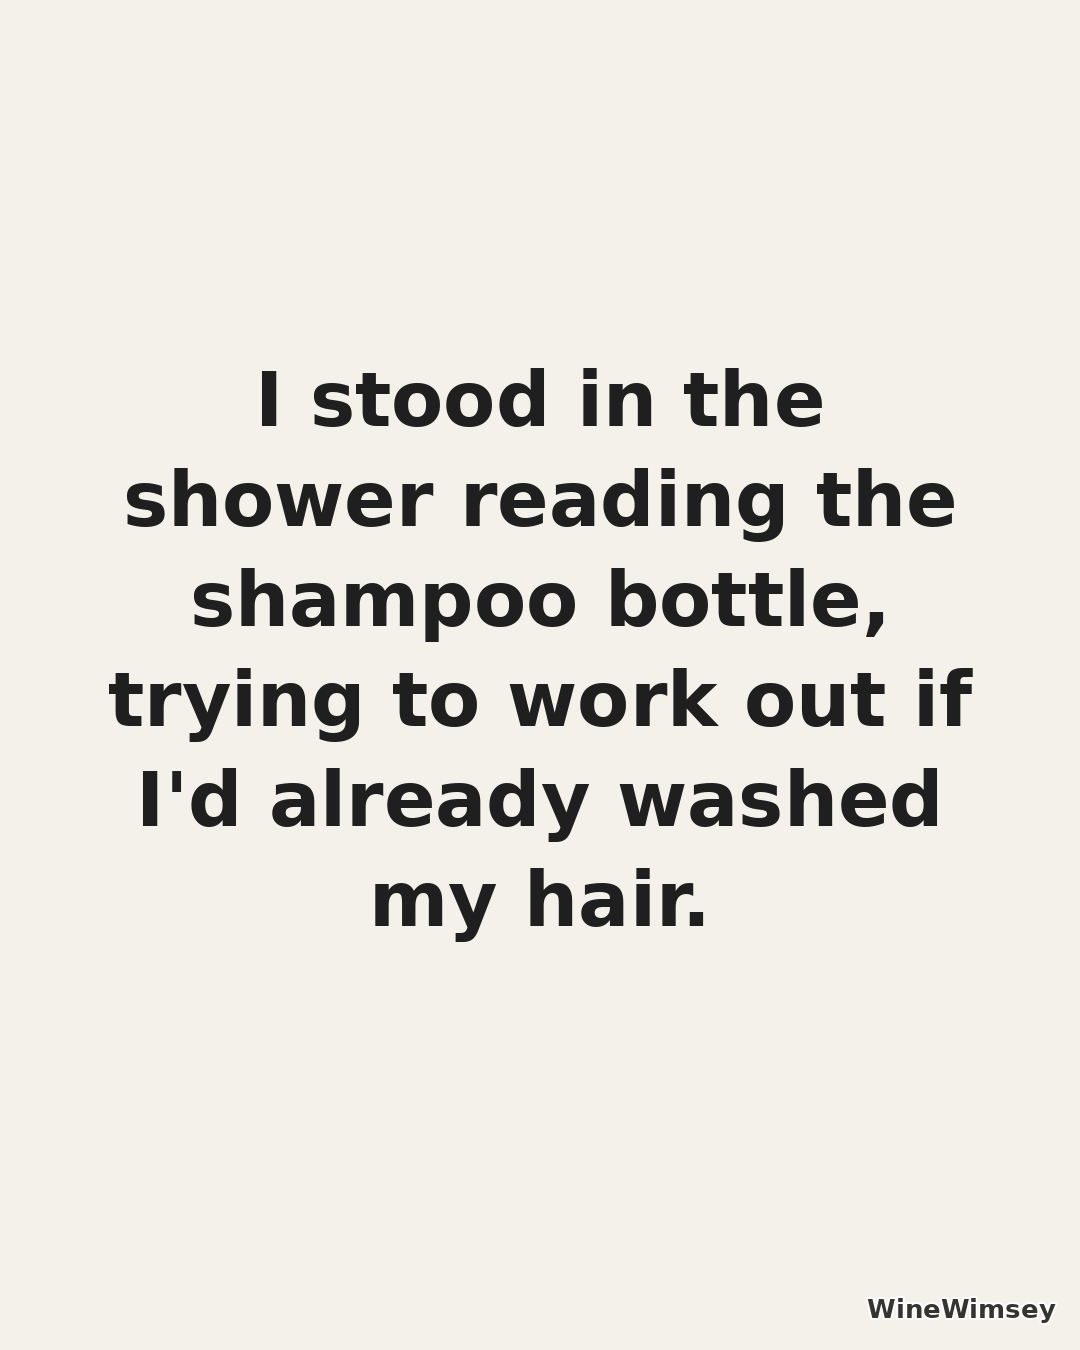 I stood in the
shower reading the
shampoo bottle,
trying to work out if
I'd already washed
my hair.
WineWimsey